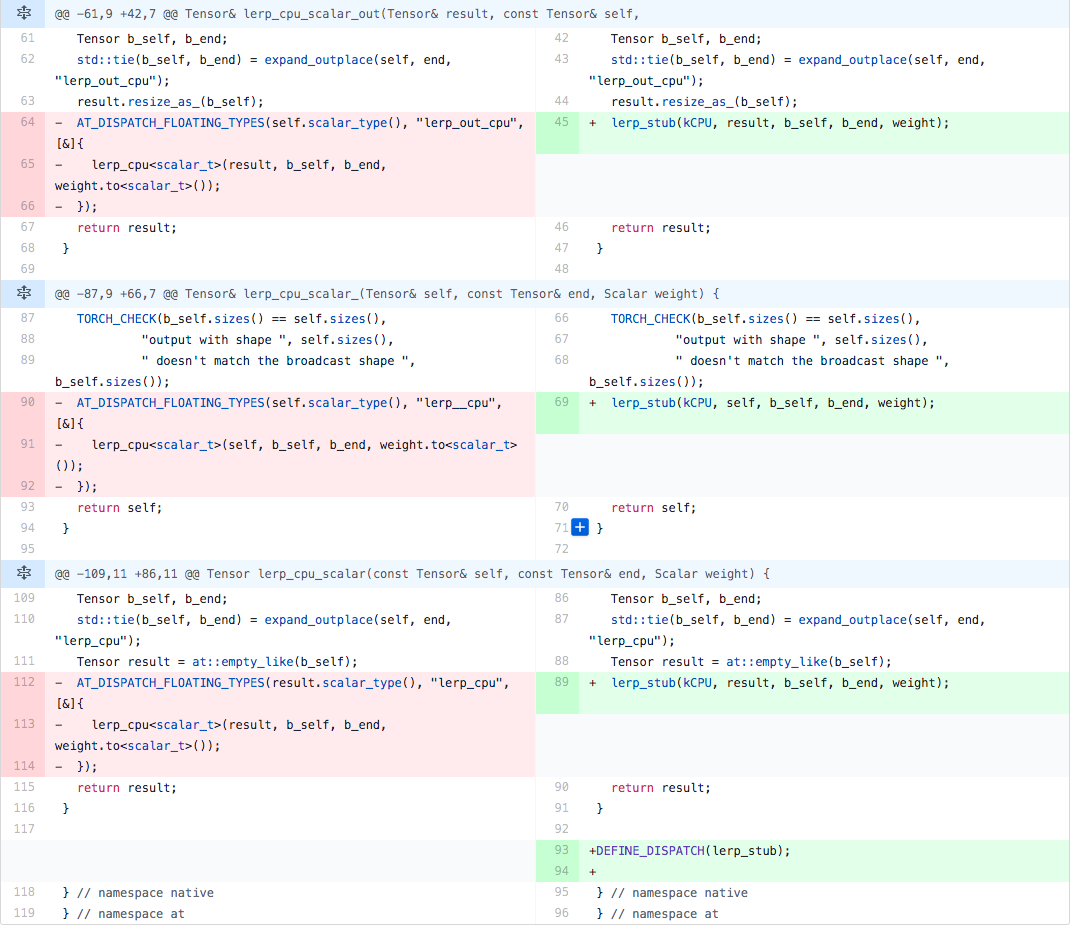 @@ -61,9 +42,7 @@ Tensor& lerp_cpu_scalar_out(Tensor& result, const Tensor& self,
61 Tensor b_self, b_end; 42 Tensor b_self, b_end;
62 std::tie(b_self, b_end) = expand_outplace(self, end, 43 std::tie(b_self, b_end) = expand_outplace(self, end,
"lerp_out_cpu"); "lerp_out_cpu");
63 result.resize_as_(b_self); 44 result.resize_as_(b_self);
64 - AT_DISPATCH_FLOATING_TYPES(self.scalar_type(), "lerp_out_cpu", 45 + lerp_stub(kCPU, result, b_self, b_end, weight);
[&]{
65 - lerp_cpu<scalar_t>(result, b_self, b_end,
weight.to<scalar_t>());
66 - });
67 return result; 46 return result;
68 } 47 }
69 48
@@ -87,9 +66,7 @@ Tensor& lerp_cpu_scalar_(Tensor& self, const Tensor& end, Scalar weight) {
87 TORCH_CHECK(b_self.sizes() == self.sizes(), 66 TORCH_CHECK(b_self.sizes() == self.sizes(),
88 "output with shape ", self.sizes(), 67 "output with shape ", self.sizes(),
89 " doesn't match the broadcast shape ", 68 " doesn't match the broadcast shape ",
b_self.sizes()); b_self.sizes());
90 - AT_DISPATCH_FLOATING_TYPES(self.scalar_type(), "lerp__cpu", 69 + lerp_stub(kCPU, self, b_self, b_end, weight);
[&]{
91 - lerp_cpu<scalar_t>(self, b_self, b_end, weight.to<scalar_t>
());
92 - });
93 return self; 70 return self;
94 } 71 + }
95 72
@@ -109,11 +86,11 @@ Tensor lerp_cpu_scalar(const Tensor& self, const Tensor& end, Scalar weight) {
109 Tensor b_self, b_end; 86 Tensor b_self, b_end;
110 std::tie(b_self, b_end) = expand_outplace(self, end, 87 std::tie(b_self, b_end) = expand_outplace(self, end,
"lerp_cpu"); "lerp_cpu");
111 Tensor result = at::empty_like(b_self); 88 Tensor result = at::empty_like(b_self);
112 - AT_DISPATCH_FLOATING_TYPES(result.scalar_type(), "lerp_cpu", 89 + lerp_stub(kCPU, result, b_self, b_end, weight);
[&]{
113 - lerp_cpu<scalar_t>(result, b_self, b_end,
weight.to<scalar_t>());
114 - });
115 return result; 90 return result;
116 } 91 }
117 92
93 +DEFINE_DISPATCH(lerp_stub);
94 +
118 } // namespace native 95 } // namespace native
119 } // namespace at 96 } // namespace at